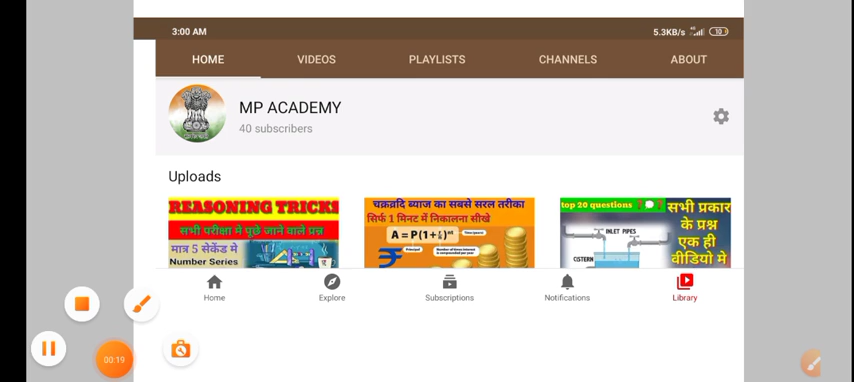 3:00 AM 5.3KB/s
HOME VIDEOS PLAYLISTS CHANNELS ABOUT
MP ACADEMY
40 subscribers
Uploads
REASONING TRICKS
सभी परीक्षा मे पूछे जाने वाले प्रश्न
मात्र 5 सेकेंड मे
Number Series
चक्रव्रदि ब्याज का सबसे सरल तरीका
सिर्फ 1 मिनट में निकालना सीखे
top 20 questions
सभी प्रकार
के प्रश्न
एक ही
वीडियो मे
INLET PIPES
CISTERN
Home Explore Subscriptions Notifications Library
00:19